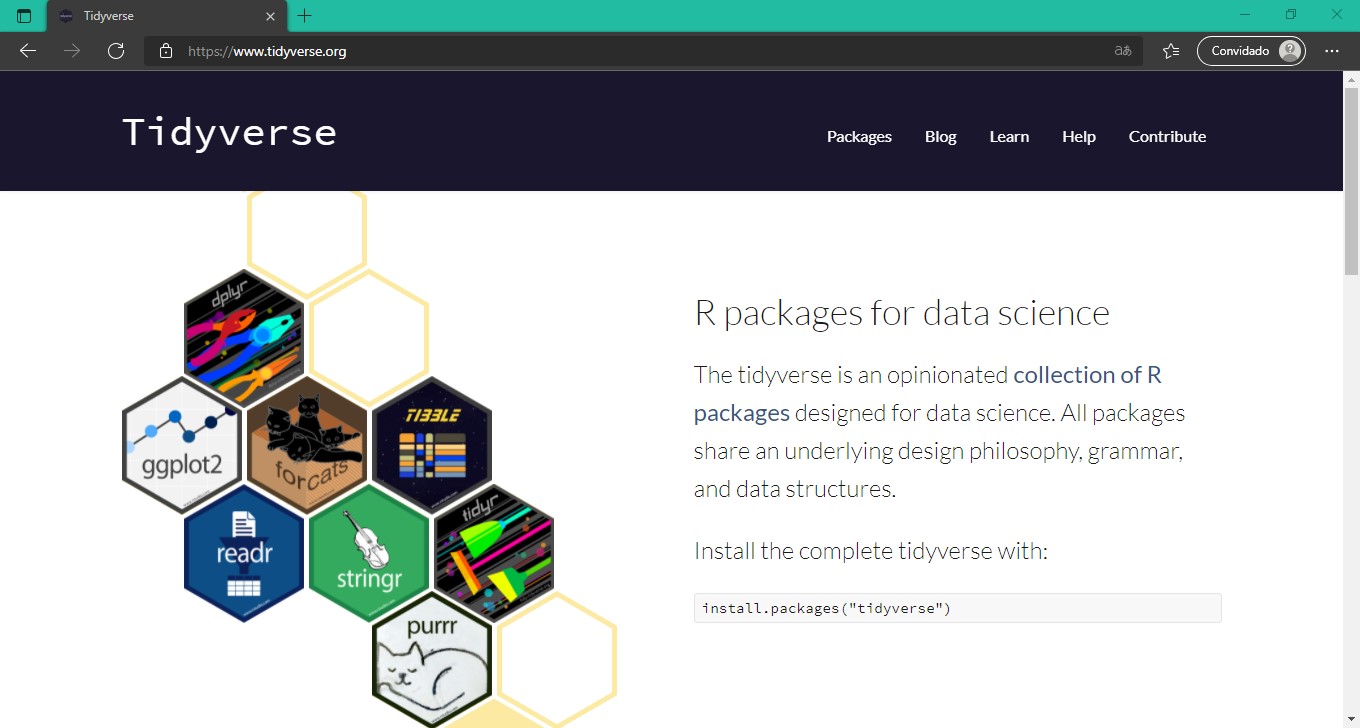 Tidyverse
https://www.tidyverse.org
aあ
Convidado
Tidyverse
Packages Blog Learn Help Contribute
dplyr
ggplot2
forcats
TIBBLE
readr
stringr
tidyr
purrr
R packages for data science
The tidyverse is an opinionated collection of R
packages designed for data science. All packages
share an underlying design philosophy, grammar,
and data structures.
Install the complete tidyverse with:
install.packages("tidyverse")